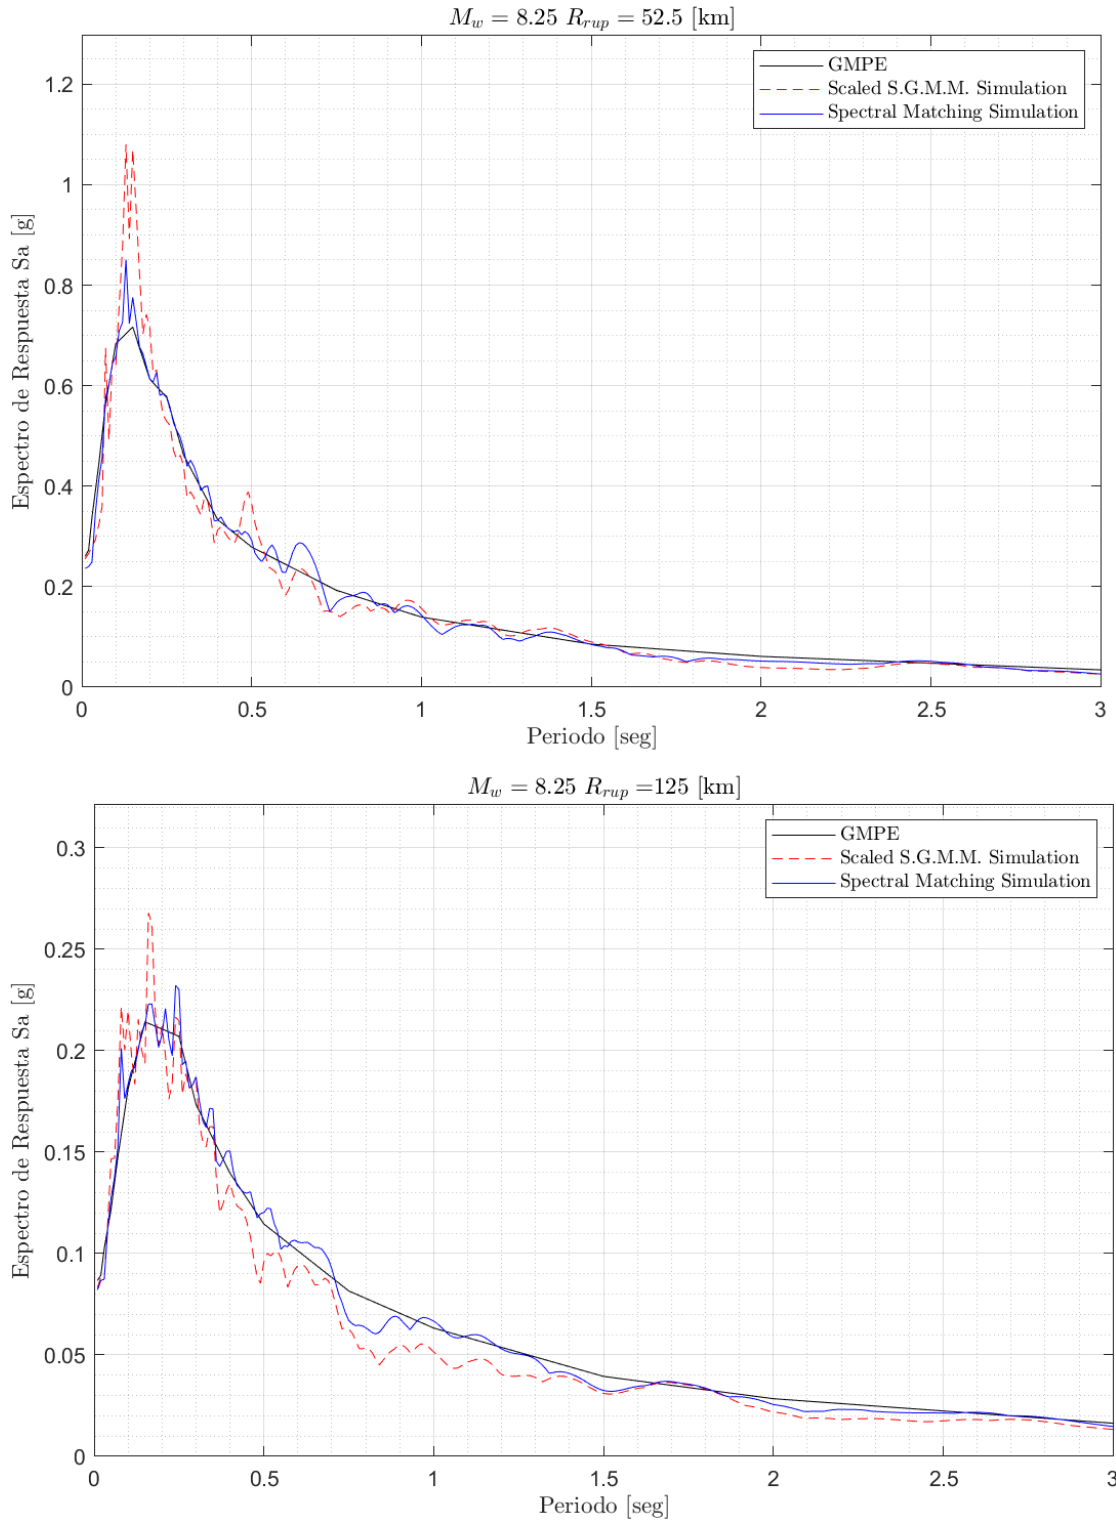 M_w = 8.25 R_rup = 52.5 [km]
GMPE
Scaled S.G.M.M. Simulation
Spectral Matching Simulation
Espectro de Respuesta Sa [g]
1.2
1
0.8
0.6
0.4
0.2
0
0 0.5 1 1.5 2 2.5 3
Periodo [seg]
M_w = 8.25 R_rup =125 [km]
GMPE
Scaled S.G.M.M. Simulation
Spectral Matching Simulation
Espectro de Respuesta Sa [g]
0.3
0.25
0.2
0.15
0.1
0.05
0
0 0.5 1 1.5 2 2.5 3
Periodo [seg]